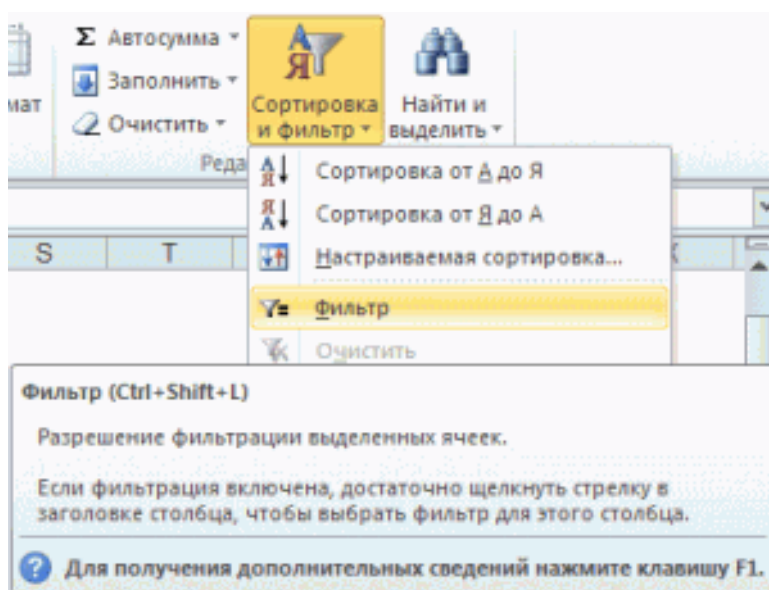 Σ Автосумма
Заполнить
мат
Очистить
Сортировка и фильтр
Найти и выделить
Реда
Сортировка от А до Я
Сортировка от Я до А
S T
Настраиваемая сортировка...
Фильтр
Очистить
Фильтр (Ctrl+Shift+L)
Разрешение фильтрации выделенных ячеек.
Если фильтрация включена, достаточно щелкнуть стрелку в
заголовке столбца, чтобы выбрать фильтр для этого столбца.
Для получения дополнительных сведений нажмите клавишу F1.